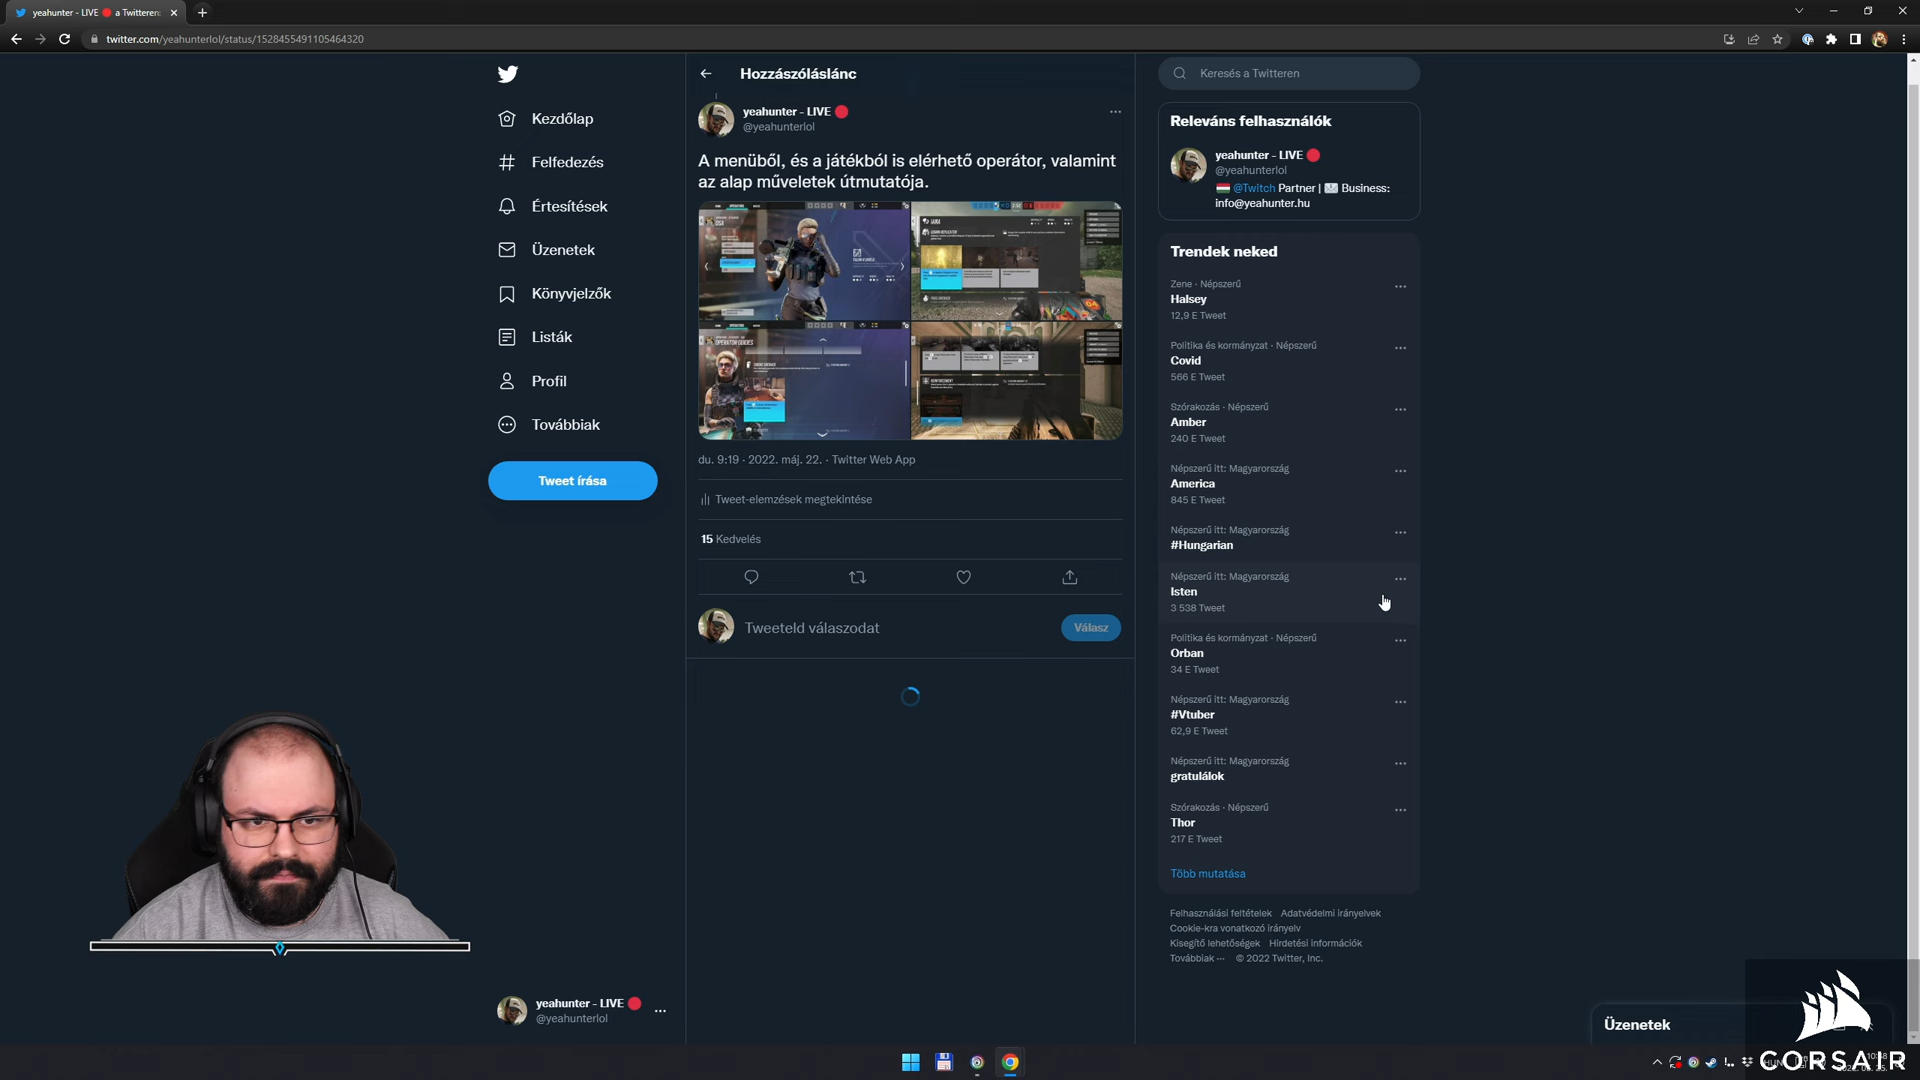 yeahunter - LIVE 🔴 a Twitteren:
twitter.com/yeahunterlol/status/1528455491105464320
Kezdőlap
Felfedezés
Értesítések
Üzenetek
Könyvjelzők
Listák
Profil
Továbbiak
Tweet írása
yeahunter - LIVE 🔴
@yeahunterlol
Hozzászóláslánc
yeahunter - LIVE 🔴
@yeahunterlol
A menüből, és a játékból is elérhető operátor, valamint
az alap műveletek útmutatója.
OPERATOR GUIDES
du. 9:19 · 2022. máj. 22. · Twitter Web App
Tweet-elemzések megtekintése
15 Kedvelés
Tweeteld válaszodat
Válasz
Keresés a Twitteren
Releváns felhasználók
yeahunter - LIVE 🔴
@yeahunterlol
🇭🇺 @Twitch Partner | ✉️ Business:
info@yeahunter.hu
Trendek neked
Zene · Népszerű
Halsey
12,9 E Tweet
Politika és kormányzat · Népszerű
Covid
566 E Tweet
Szórakozás · Népszerű
Amber
240 E Tweet
Népszerű itt: Magyarország
America
845 E Tweet
Népszerű itt: Magyarország
#Hungarian
Népszerű itt: Magyarország
Isten
3 538 Tweet
Politika és kormányzat · Népszerű
Orban
34 E Tweet
Népszerű itt: Magyarország
#Vtuber
62,9 E Tweet
Népszerű itt: Magyarország
gratulálok
Szórakozás · Népszerű
Thor
217 E Tweet
Több mutatása
Felhasználási feltételek Adatvédelmi irányelvek
Cookie-kra vonatkozó irányelv
Kisegítő lehetőségek Hirdetési információk
Továbbiak ··· © 2022 Twitter, Inc.
Üzenetek
CORSAIR